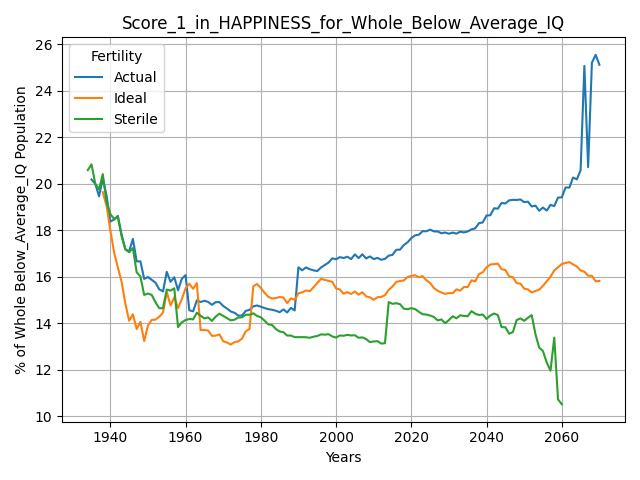 Score_1_in_HAPPINESS_for_Whole_Below_Average_IQ
Fertility
Actual
Ideal
Sterile
% of Whole Below_Average_IQ Population
26
24
22
20
18
16
14
12
10
1940
1960
1980
2000
2020
2040
2060
Years